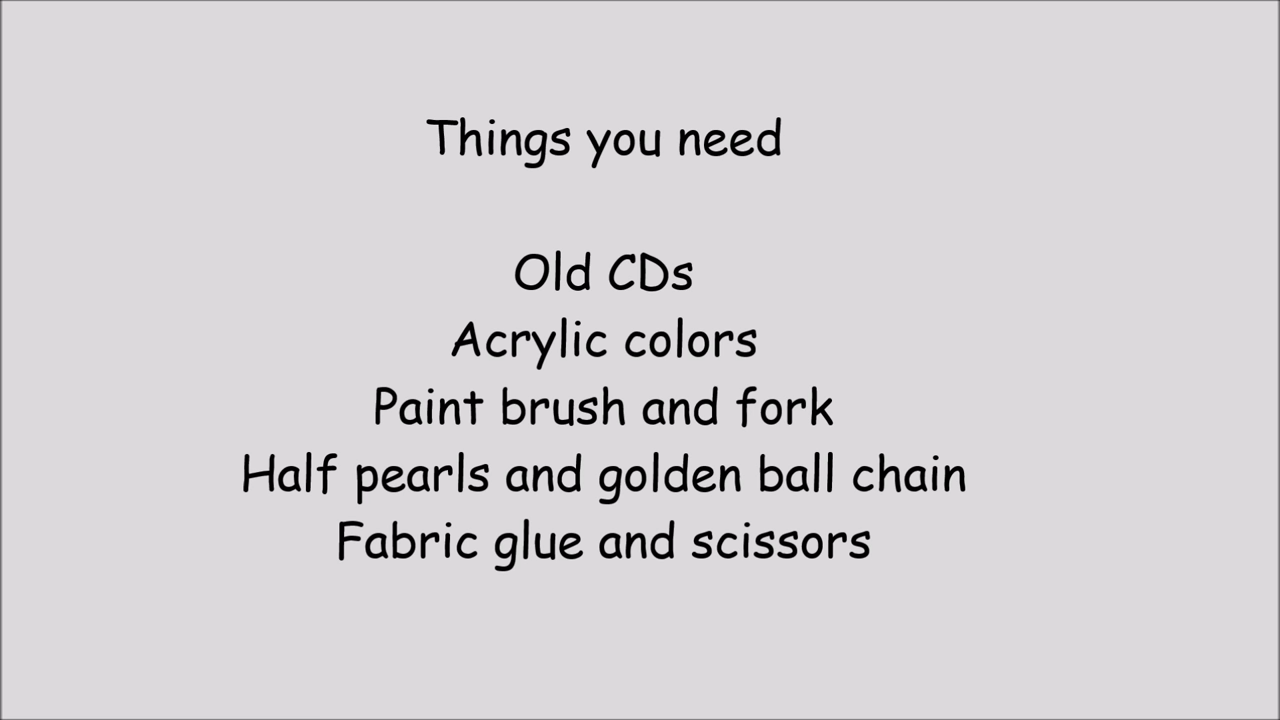 Things you need
Old CDs
Acrylic colors
Paint brush and fork
Half pearls and golden ball chain
Fabric glue and scissors